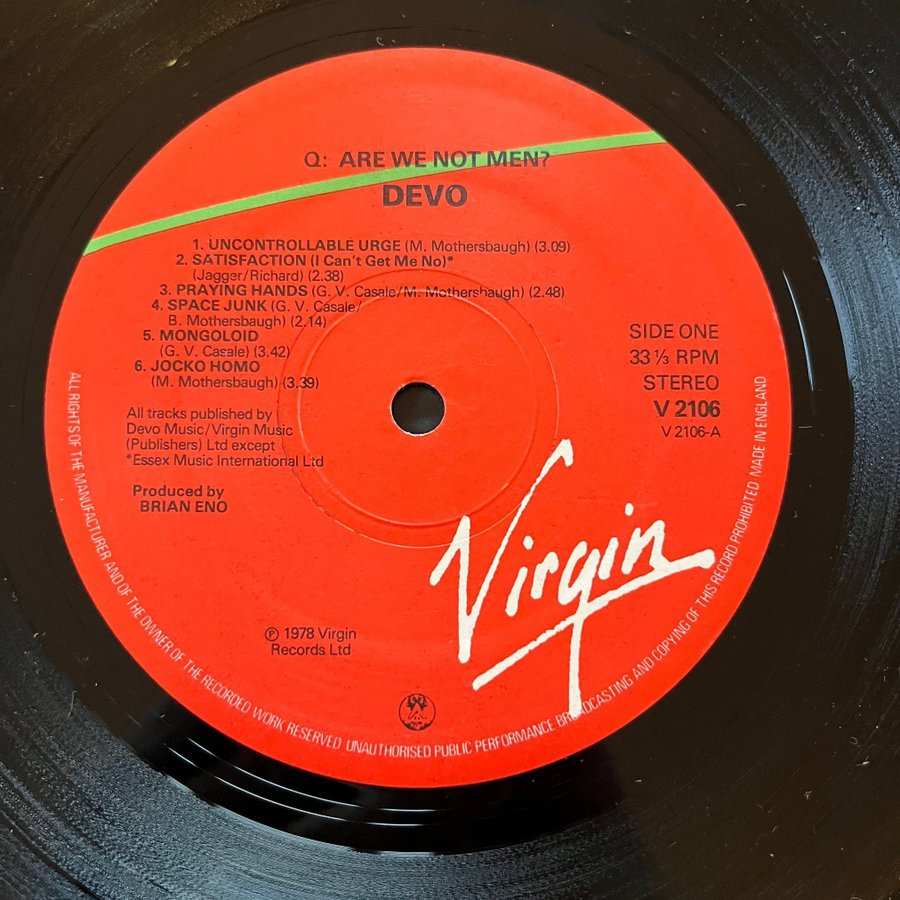 Q: ARE WE NOT MEN?
DEVO
1. UNCONTROLLABLE URGE (M. Mothersbaugh) (3.09)
2. SATISFACTION (I Can't Get Me No)*
(Jagger/Richard) (2.38)
3. PRAYING HANDS (G. V. Casale/M. Mothersbaugh) (2.48)
4. SPACE JUNK (G. V. Casale/
B. Mothersbaugh) (2.14)
5. MONGOLOID
(G. V. Casale) (3.42)
6. JOCKO HOMO
(M. Mothersbaugh) (3.39)
SIDE ONE
33 ⅓ RPM
STEREO
V 2106
V 2106-A
All tracks published by
Devo Music/Virgin Music
(Publishers) Ltd except
*Essex Music International Ltd
Produced by
BRIAN ENO
Virgin
℗ 1978 Virgin
Records Ltd
ALL RIGHTS OF THE MANUFACTURER AND OF THE OWNER OF THE RECORDED WORK RESERVED UNAUTHORISED PUBLIC PERFORMANCE BROADCASTING AND COPYING OF THIS RECORD PROHIBITED MADE IN ENGLAND